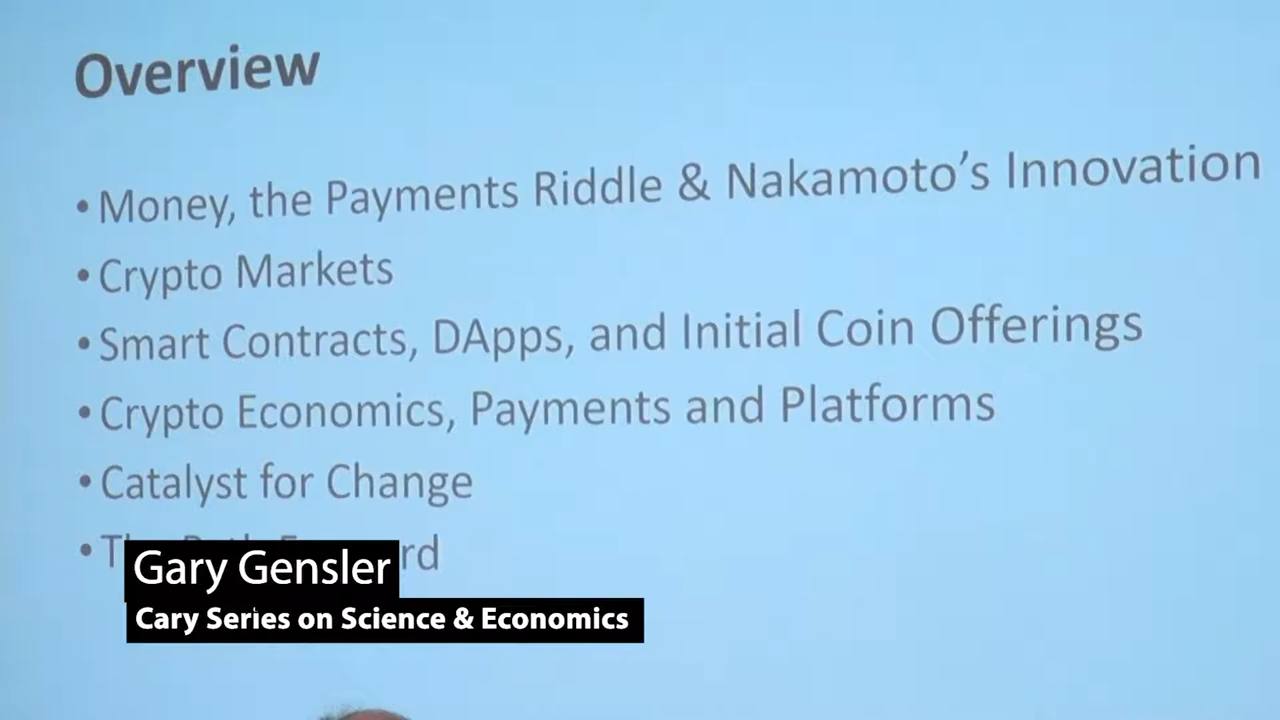 Overview
• Money, the Payments Riddle & Nakamoto's Innovation
• Crypto Markets
• Smart Contracts, DApps, and Initial Coin Offerings
• Crypto Economics, Payments and Platforms
• Catalyst for Change
Gary Gensler
Cary Series on Science & Economics